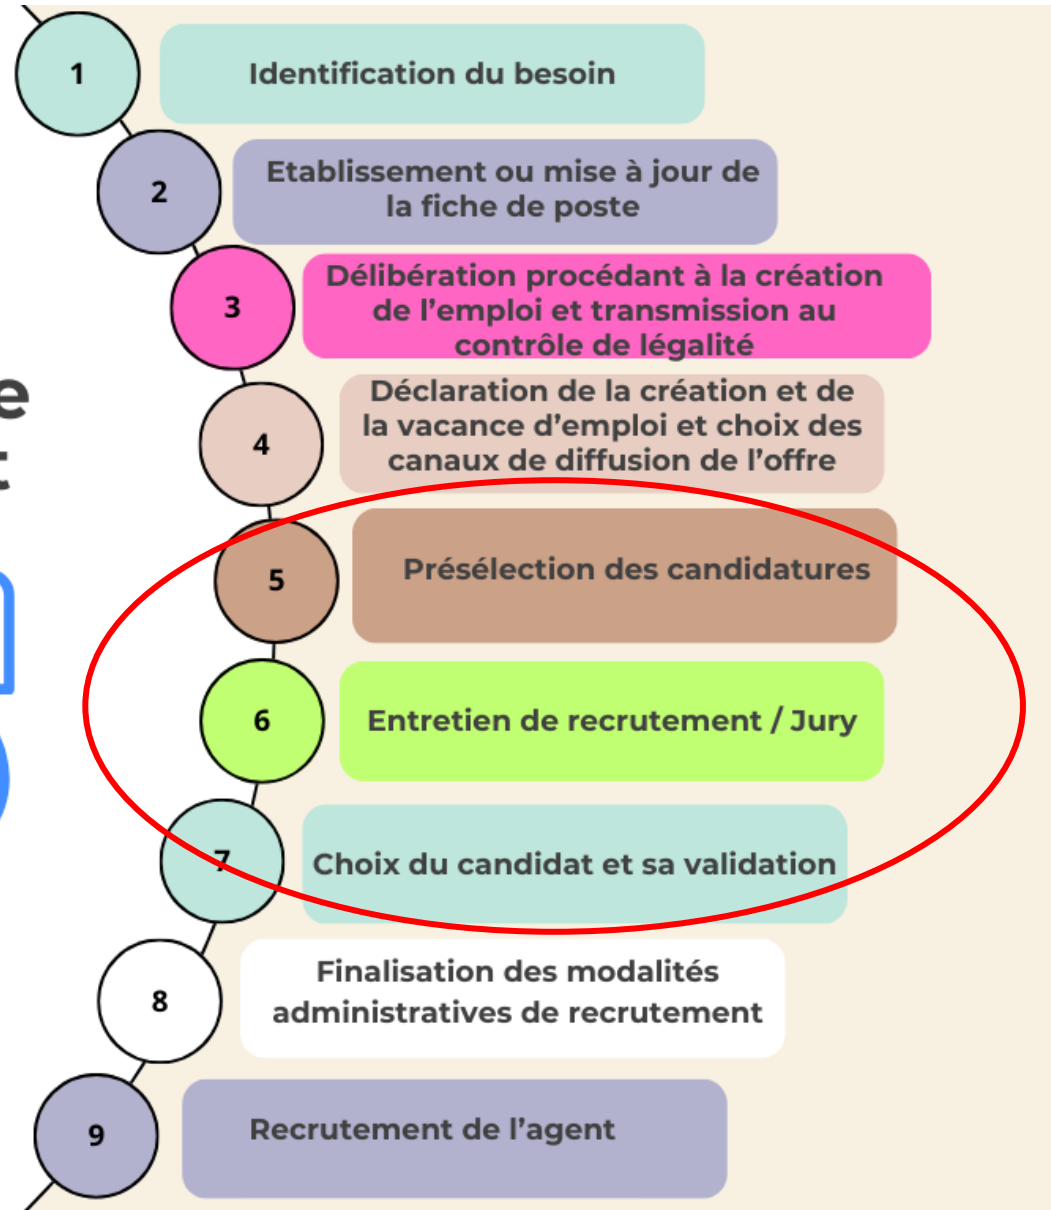 1
Identification du besoin
2
Etablissement ou mise à jour de
la fiche de poste
3
Délibération procédant à la création
de l'emploi et transmission au
contrôle de légalité
4
Déclaration de la création et de
la vacance d'emploi et choix des
canaux de diffusion de l'offre
5
Présélection des candidatures
6
Entretien de recrutement / Jury
7
Choix du candidat et sa validation
8
Finalisation des modalités
administratives de recrutement
9
Recrutement de l'agent